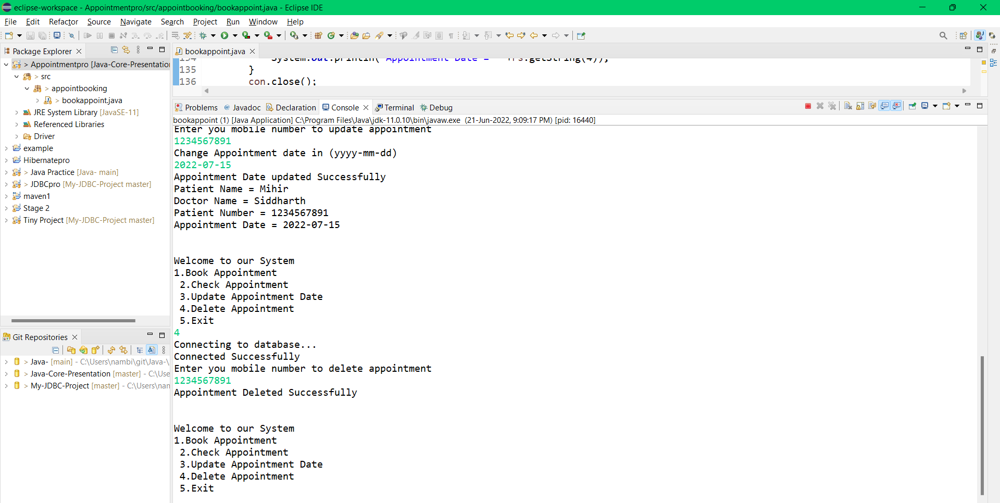 eclipse-workspace - Appointmentpro/src/appointbooking/bookappoint.java - Eclipse IDE
File Edit Refactor Source Navigate Search Project Run Window Help
Package Explorer
> Appointmentpro [Java-Core-Presentatio
> src
> appointbooking
> bookappoint.java
JRE System Library [JavaSE-11]
Referenced Libraries
Driver
example
Hibernatepro
> Java Practice [Java- main]
> JDBCpro [My-JDBC-Project master]
maven1
Stage 2
Tiny Project [My-JDBC-Project master]
Git Repositories
> Java- [main] - C:\Users\nambi\git\Java-\
> Java-Core-Presentation [master] - C:\Use
> My-JDBC-Project [master] - C:\Users\nam
bookappoint.java
134 System.out.println("Appointment Date = " +rs.getString(4));
135 }
136 con.close();
Problems @ Javadoc Declaration Console Terminal Debug
bookappoint (1) [Java Application] C:\Program Files\Java\jdk-11.0.10\bin\javaw.exe (21-Jun-2022, 9:09:17 PM) [pid: 16440]
Enter you mobile number to update appointment
1234567891
Change Appointment date in (yyyy-mm-dd)
2022-07-15
Appointment Date updated Successfully
Patient Name = Mihir
Doctor Name = Siddharth
Patient Number = 1234567891
Appointment Date = 2022-07-15
Welcome to our System
1.Book Appointment
2.Check Appointment
3.Update Appointment Date
4.Delete Appointment
5.Exit
4
Connecting to database...
Connected Successfully
Enter you mobile number to delete appointment
1234567891
Appointment Deleted Successfully
Welcome to our System
1.Book Appointment
2.Check Appointment
3.Update Appointment Date
4.Delete Appointment
5.Exit